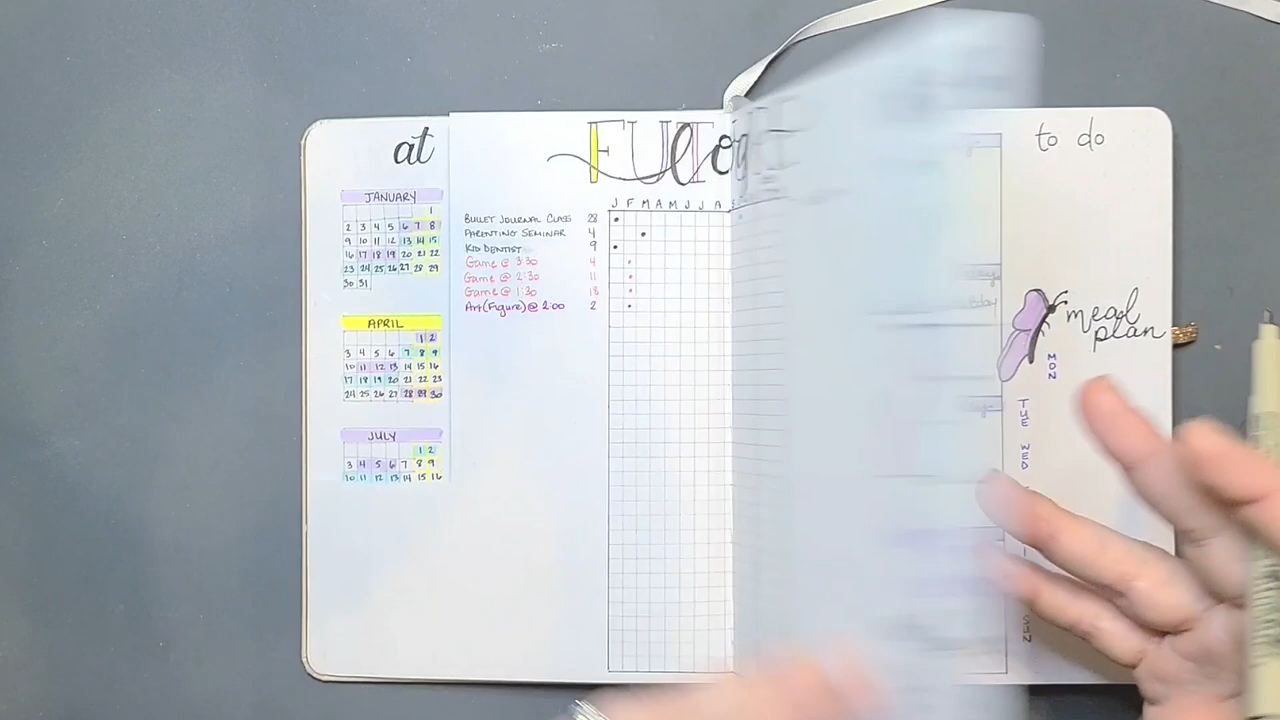 at
FUT
log
to do
JANUARY
1
2 3 4 5 6 7 8
9 10 11 12 13 14 15
16 17 18 19 20 21 22
23 24 25 26 27 28 29
30 31
APRIL
1 2
3 4 5 6 7 8 9
10 11 12 13 14 15 16
17 18 19 20 21 22 23
24 25 26 27 28 29 30
JULY
1 2
3 4 5 6 7 8 9
10 11 12 13 14 15 16
J F M A M J J A S
BULLET JOURNAL CLASS 28
PARENTING SEMINAR 4
KID DENTIST 9
Game @ 3:30 4
Game @ 2:30 11
Game @ 1:30 18
Art (Figure) @ 2:00 2
meal
plan
MON
TUE
WED
SUN